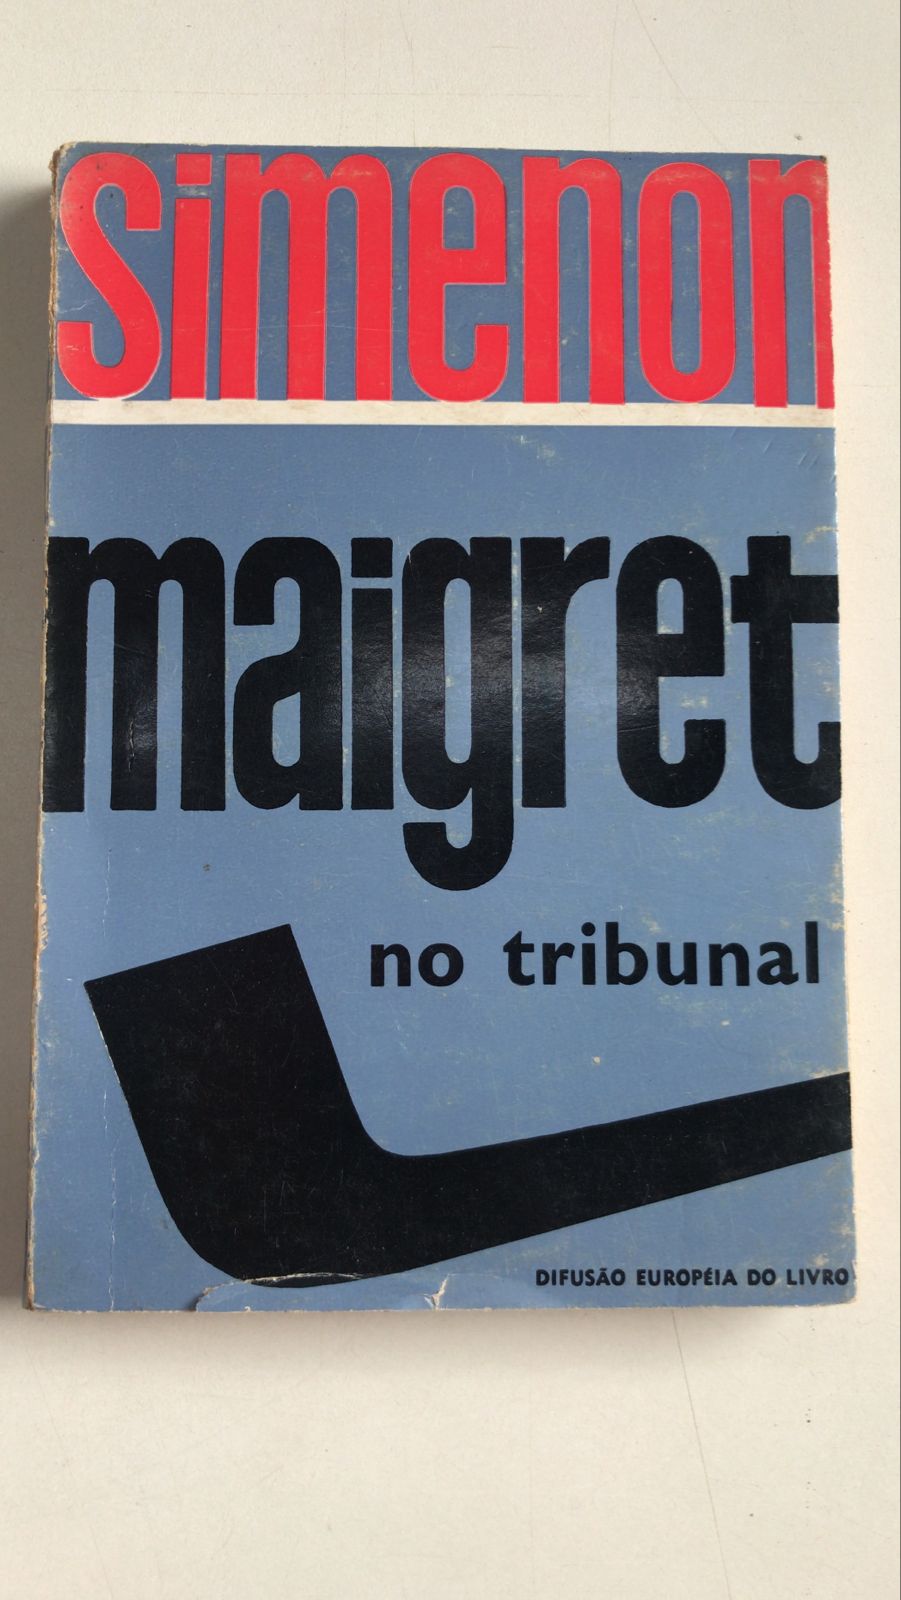 simenon
maigret
no tribunal
DIFUSÃO EUROPÉIA DO LIVRO